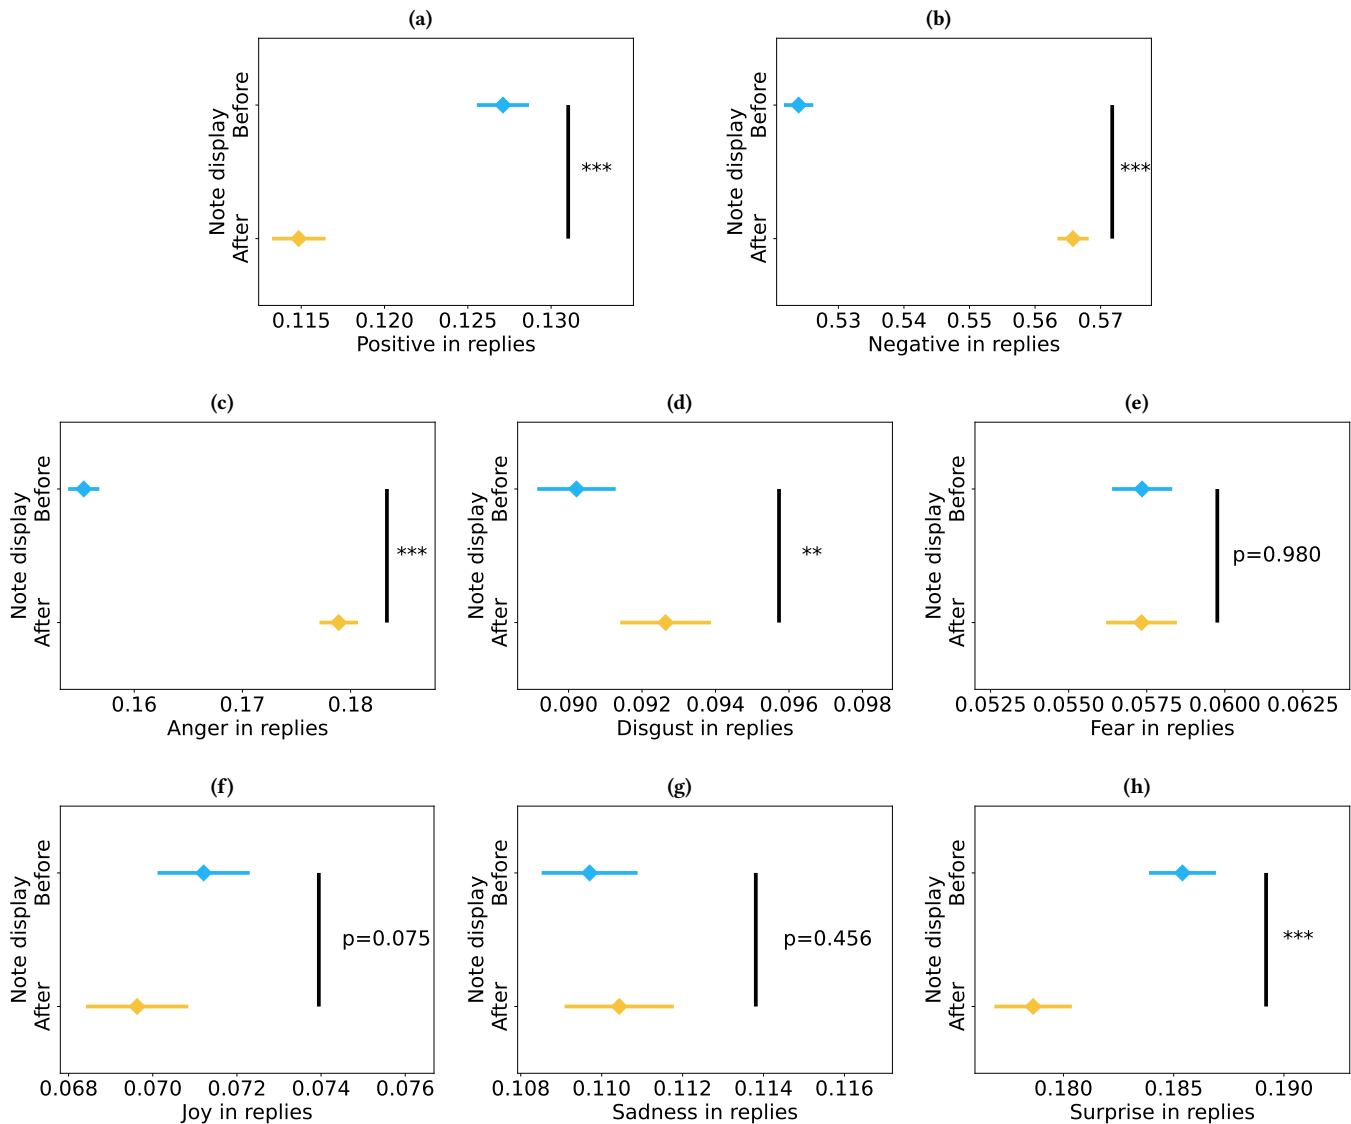 (a)
Note display
Before
After
***
0.115 0.120 0.125 0.130
Positive in replies
(b)
Note display
Before
After
***
0.53 0.54 0.55 0.56 0.57
Negative in replies
(c)
Note display
Before
After
***
0.16 0.17 0.18
Anger in replies
(d)
Note display
Before
After
**
0.090 0.092 0.094 0.096 0.098
Disgust in replies
(e)
Note display
Before
After
p=0.980
0.0525 0.0550 0.0575 0.0600 0.0625
Fear in replies
(f)
Note display
Before
After
p=0.075
0.068 0.070 0.072 0.074 0.076
Joy in replies
(g)
Note display
Before
After
p=0.456
0.108 0.110 0.112 0.114 0.116
Sadness in replies
(h)
Note display
Before
After
***
0.180 0.185 0.190
Surprise in replies